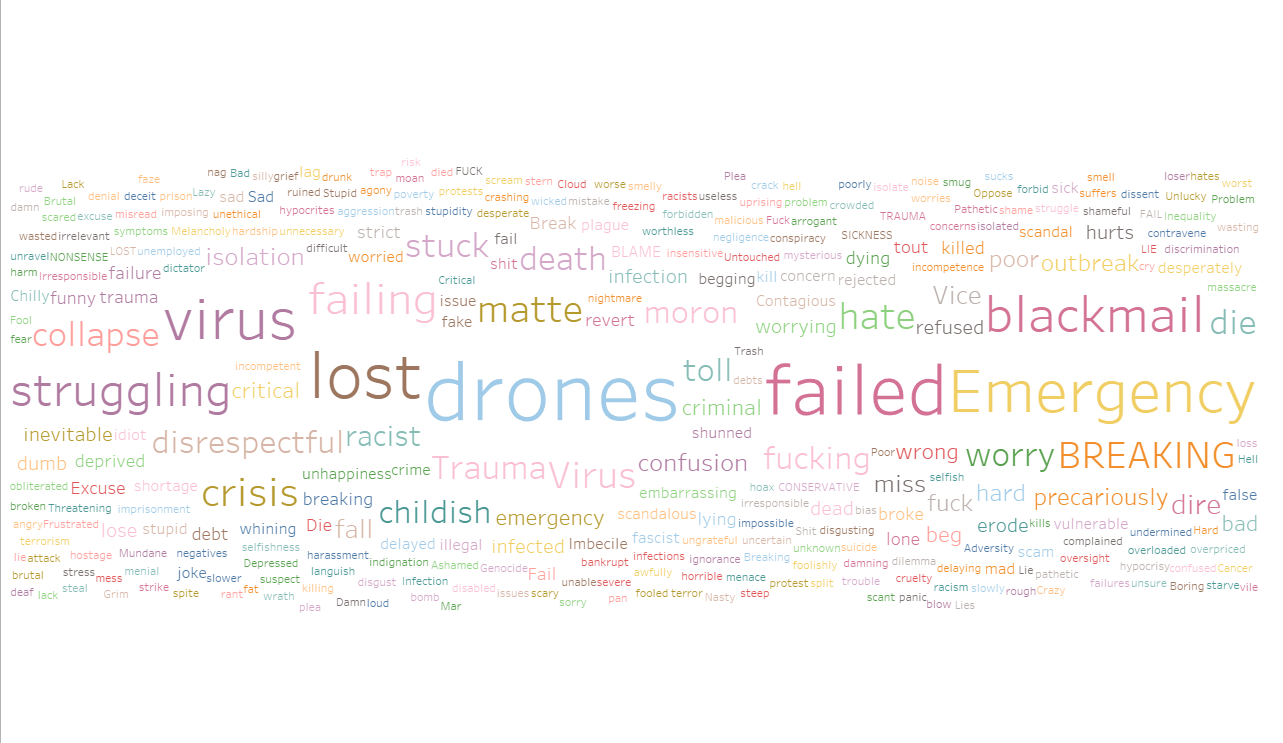 risk
nag Bad silly grief lag drunk trap moan died FUCK
rude Lack faze scream stern Cloud worse smelly Plea crack hell poorly isolate noise smug sucks smell loser hates worst
damn Brutal denial deceit prison Lazy sad Sad ruined Stupid agony poverty protests crashing wicked mistake freezing racists useless uprising problem crowded worries Oppose forbid sick suffers dissent Unlucky Problem
scared excuse misread imposing unethical hypocrites aggression trash stupidity desperate Break plague forbidden malicious Fuck arrogant TRAUMA Pathetic shame struggle shameful FAIL Inequality
wasted irrelevant symptoms Melancholy hardship unnecessary strict worthless negligence conspiracy SICKNESS concerns isolated scandal hurts contravene wasting
unravel NONSENSE LOST unemployed isolation difficult worried stuck fail BLAME insensitive Untouched mysterious dying tout killed LIE discrimination
harm Irresponsible failure dictator shit death incompetence poor outbreak cry desperately
Critical infection begging kill concern rejected massacre
Chilly funny trauma virus failing issue matte nightmare moron Contagious Vice blackmail die
Fool fake revert worrying hate refused
fear collapse
Trash
struggling incompetent critical lost drones toll debts failed Emergency
criminal
inevitable idiot disrespectful racist shunned
dumb deprived Trauma Virus confusion fucking Poor wrong worry BREAKING loss Hell
unhappiness crime
obliterated Excuse shortage crisis breaking embarrassing hoax CONSERVATIVE miss selfish hard precariously false
broken Threatening imprisonment childish emergency irresponsible dead bias fuck dire
angry Frustrated lose stupid debt whining Die fall scandalous lying impossible Shit disgusting broke erode kills vulnerable undermined Hard bad
terrorism selfishness delayed illegal infected Imbecile fascist ungrateful uncertain unknown suicide lone beg complained
lie attack hostage Mundane negatives harassment indignation bankrupt infections ignorance Breaking Adversity scam oversight overloaded overpriced
Depressed Ashamed Genocide foolishly damning dilemma delaying mad Lie hypocrisy confused Cancer
brutal stress mess menial joke slower suspect languish disgust Infection Fail unable severe awfully horrible menace protest split trouble cruelty pathetic
deaf lack steal Grim strike spite rant fat wrath killing bomb disabled issues scary fooled terror Nasty steep racism slowly rough Crazy failures unsure Boring starve vile
plea Damn loud Mar sorry pan scant panic blow Lies